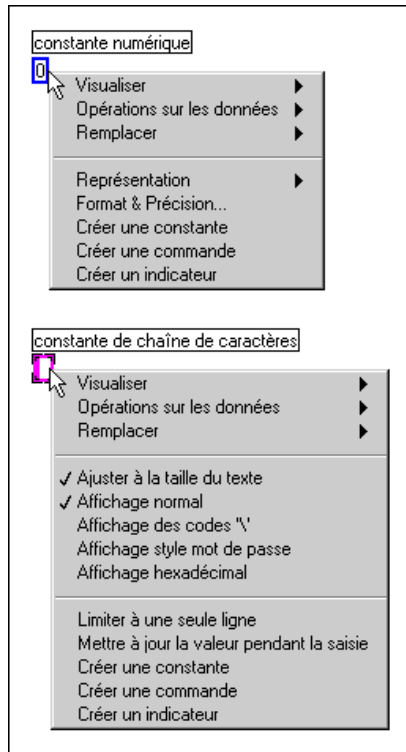 constante numérique
0
Visualiser
Opérations sur les données
Remplacer
Représentation
Format & Précision...
Créer une constante
Créer une commande
Créer un indicateur
constante de chaîne de caractères
Visualiser
Opérations sur les données
Remplacer
✓ Ajuster à la taille du texte
✓ Affichage normal
Affichage des codes '\'
Affichage style mot de passe
Affichage hexadécimal
Limiter à une seule ligne
Mettre à jour la valeur pendant la saisie
Créer une constante
Créer une commande
Créer un indicateur